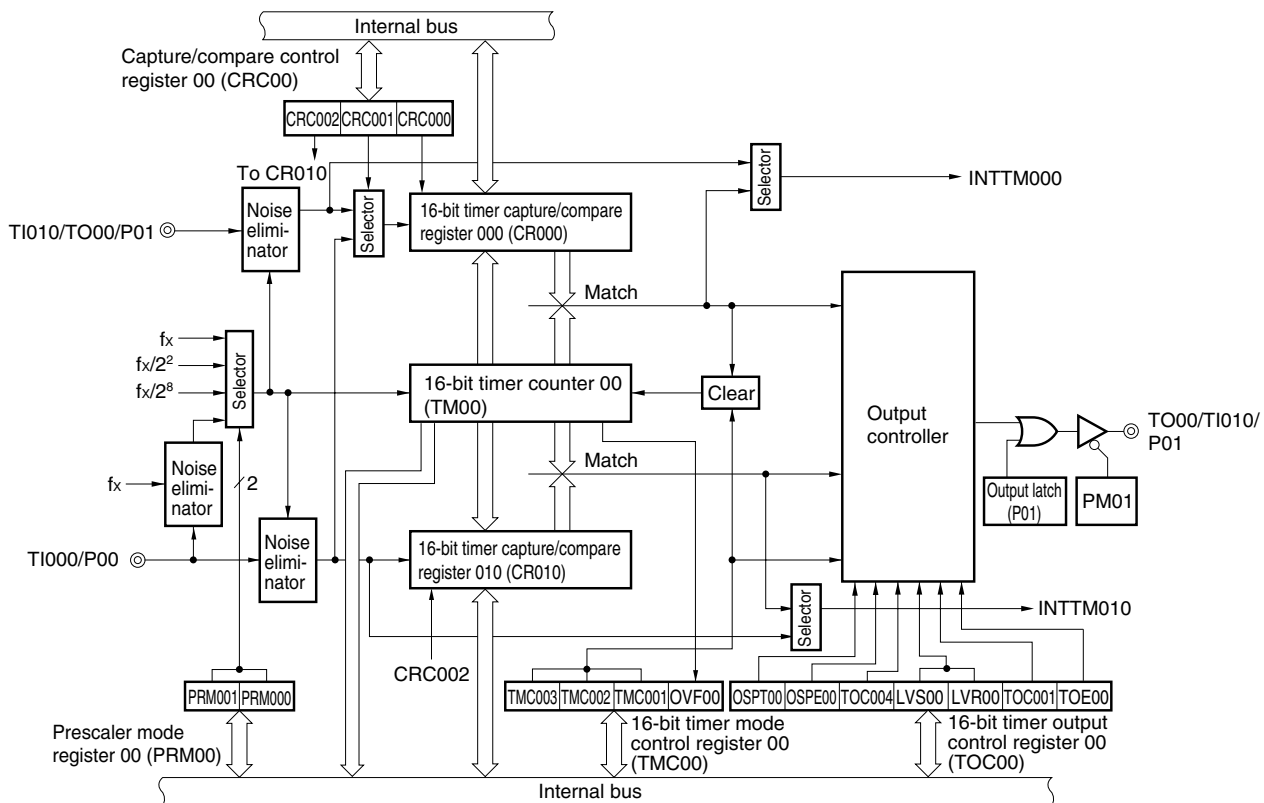 Internal bus
Capture/compare control
register 00 (CRC00)
CRC002 CRC001 CRC000
To CR010
Selector
INTTM000
Noise
elimi-
nator
Selector
16-bit timer capture/compare
register 000 (CR000)
TI010/TO00/P01
Match
fx
fx/2²
fx/2⁸
Selector
16-bit timer counter 00
(TM00)
Clear
Output
controller
TO00/TI010/
P01
Match
fx
Noise
elimi-
nator
2
Output latch
(P01)
PM01
TI000/P00
Noise
elimi-
nator
16-bit timer capture/compare
register 010 (CR010)
Selector
INTTM010
CRC002
PRM001 PRM000
TMC003 TMC002 TMC001 OVF00
OSPT00 OSPE00 TOC004 LVS00 LVR00 TOC001 TOE00
Prescaler mode
register 00 (PRM00)
16-bit timer mode
control register 00
(TMC00)
16-bit timer output
control register 00
(TOC00)
Internal bus